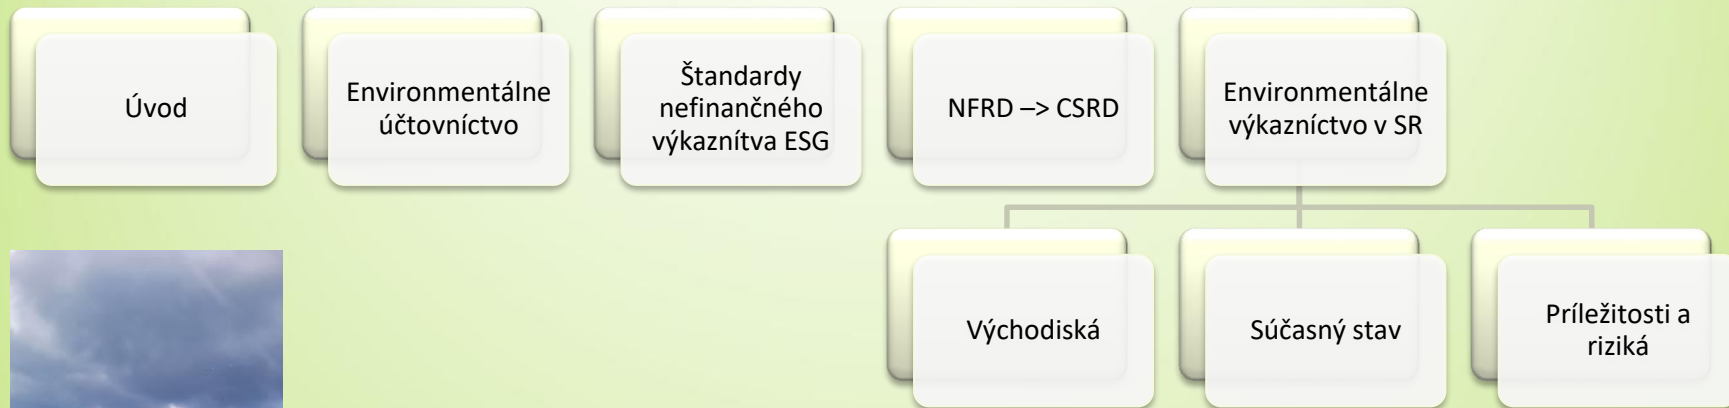 Úvod
Environmentálne
účtovníctvo
Štandardy
nefinančného
výkaznítva ESG
NFRD –> CSRD
Environmentálne
výkazníctvo v SR
Východiská
Súčasný stav
Príležitosti a
riziká